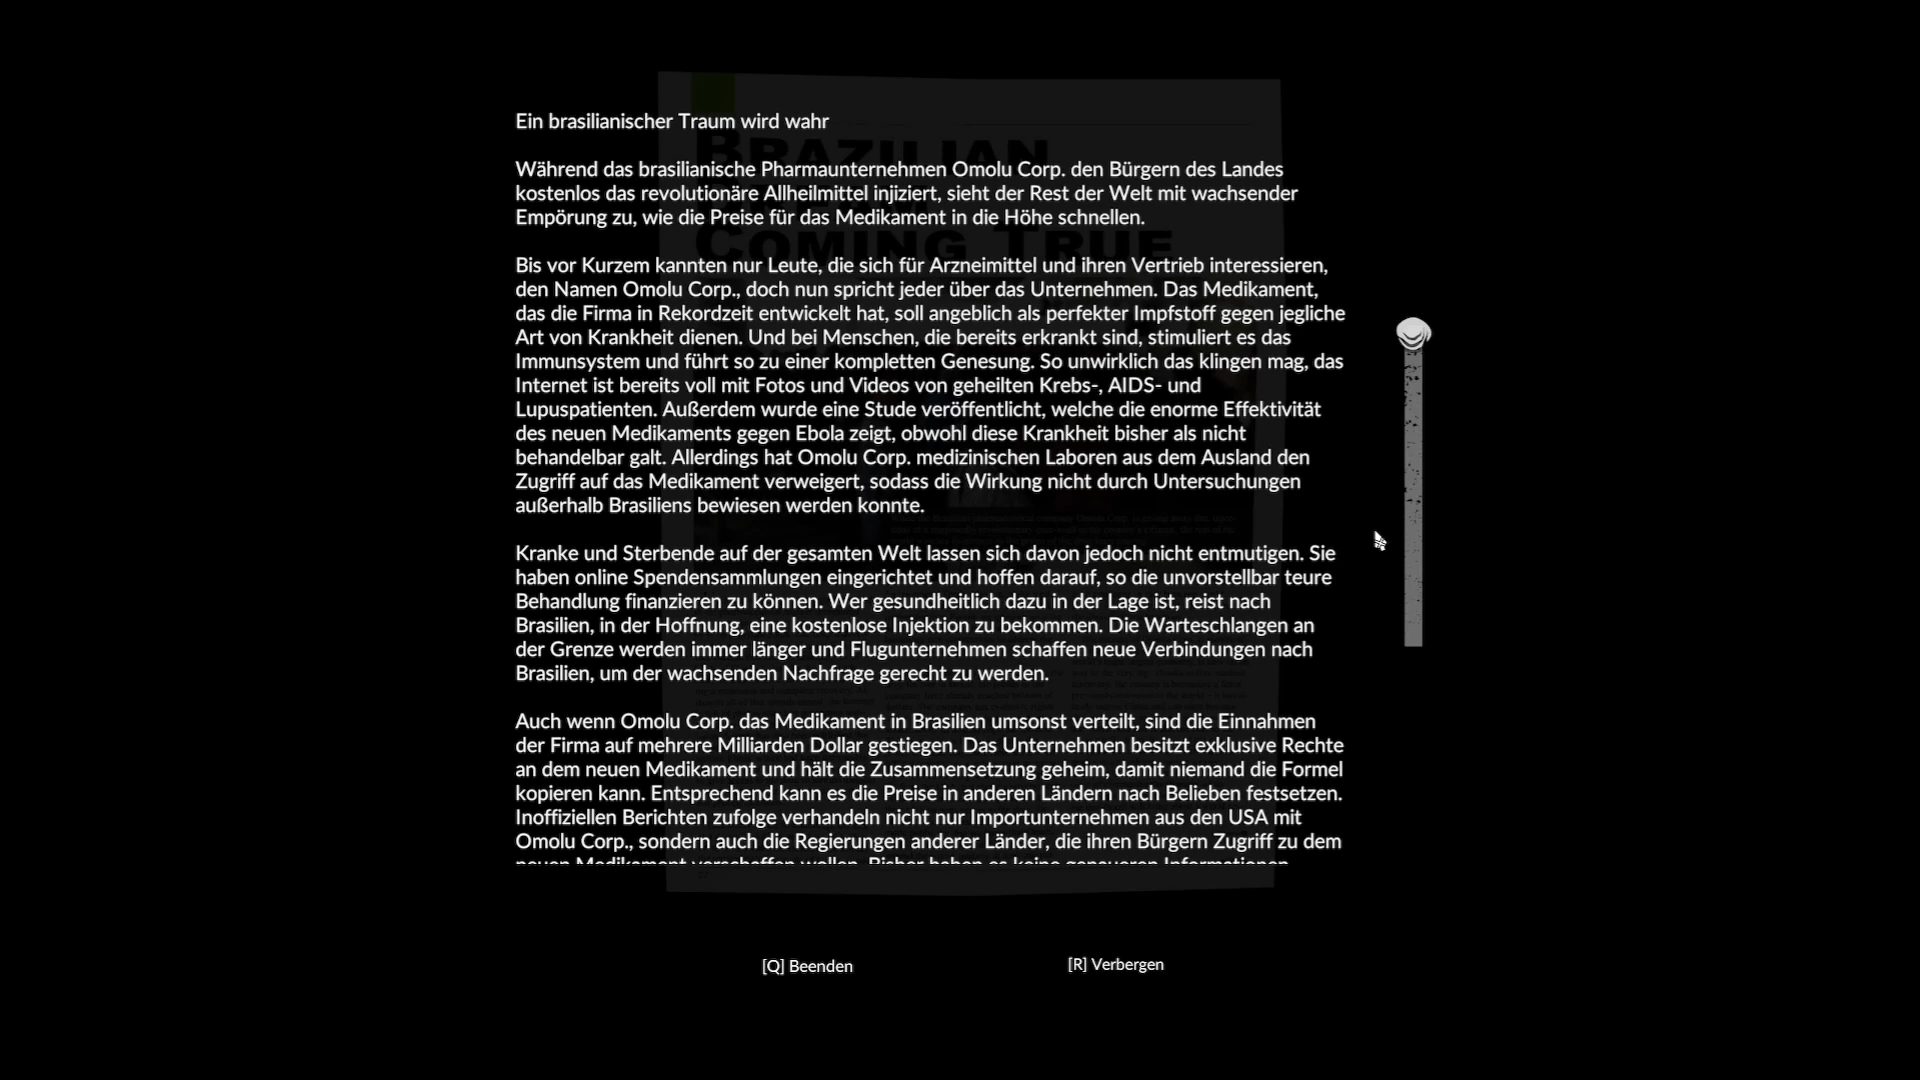 Ein brasilianischer Traum wird wahr
Während das brasilianische Pharmaunternehmen Omolu Corp. den Bürgern des Landes
kostenlos das revolutionäre Allheilmittel injiziert, sieht der Rest der Welt mit wachsender
Empörung zu, wie die Preise für das Medikament in die Höhe schnellen.
Bis vor Kurzem kannten nur Leute, die sich für Arzneimittel und ihren Vertrieb interessieren,
den Namen Omolu Corp., doch nun spricht jeder über das Unternehmen. Das Medikament,
das die Firma in Rekordzeit entwickelt hat, soll angeblich als perfekter Impfstoff gegen jegliche
Art von Krankheit dienen. Und bei Menschen, die bereits erkrankt sind, stimuliert es das
Immunsystem und führt so zu einer kompletten Genesung. So unwirklich das klingen mag, das
Internet ist bereits voll mit Fotos und Videos von geheilten Krebs-, AIDS- und
Lupuspatienten. Außerdem wurde eine Stude veröffentlicht, welche die enorme Effektivität
des neuen Medikaments gegen Ebola zeigt, obwohl diese Krankheit bisher als nicht
behandelbar galt. Allerdings hat Omolu Corp. medizinischen Laboren aus dem Ausland den
Zugriff auf das Medikament verweigert, sodass die Wirkung nicht durch Untersuchungen
außerhalb Brasiliens bewiesen werden konnte.
Kranke und Sterbende auf der gesamten Welt lassen sich davon jedoch nicht entmutigen. Sie
haben online Spendensammlungen eingerichtet und hoffen darauf, so die unvorstellbar teure
Behandlung finanzieren zu können. Wer gesundheitlich dazu in der Lage ist, reist nach
Brasilien, in der Hoffnung, eine kostenlose Injektion zu bekommen. Die Warteschlangen an
der Grenze werden immer länger und Flugunternehmen schaffen neue Verbindungen nach
Brasilien, um der wachsenden Nachfrage gerecht zu werden.
Auch wenn Omolu Corp. das Medikament in Brasilien umsonst verteilt, sind die Einnahmen
der Firma auf mehrere Milliarden Dollar gestiegen. Das Unternehmen besitzt exklusive Rechte
an dem neuen Medikament und hält die Zusammensetzung geheim, damit niemand die Formel
kopieren kann. Entsprechend kann es die Preise in anderen Ländern nach Belieben festsetzen.
Inoffiziellen Berichten zufolge verhandeln nicht nur Importunternehmen aus den USA mit
Omolu Corp., sondern auch die Regierungen anderer Länder, die ihren Bürgern Zugriff zu dem
neuen Medikament verschaffen wollen. Bisher haben es keine genaueren Informationen
BRAZILIAN
COMING TRUE
[Q] Beenden
[R] Verbergen